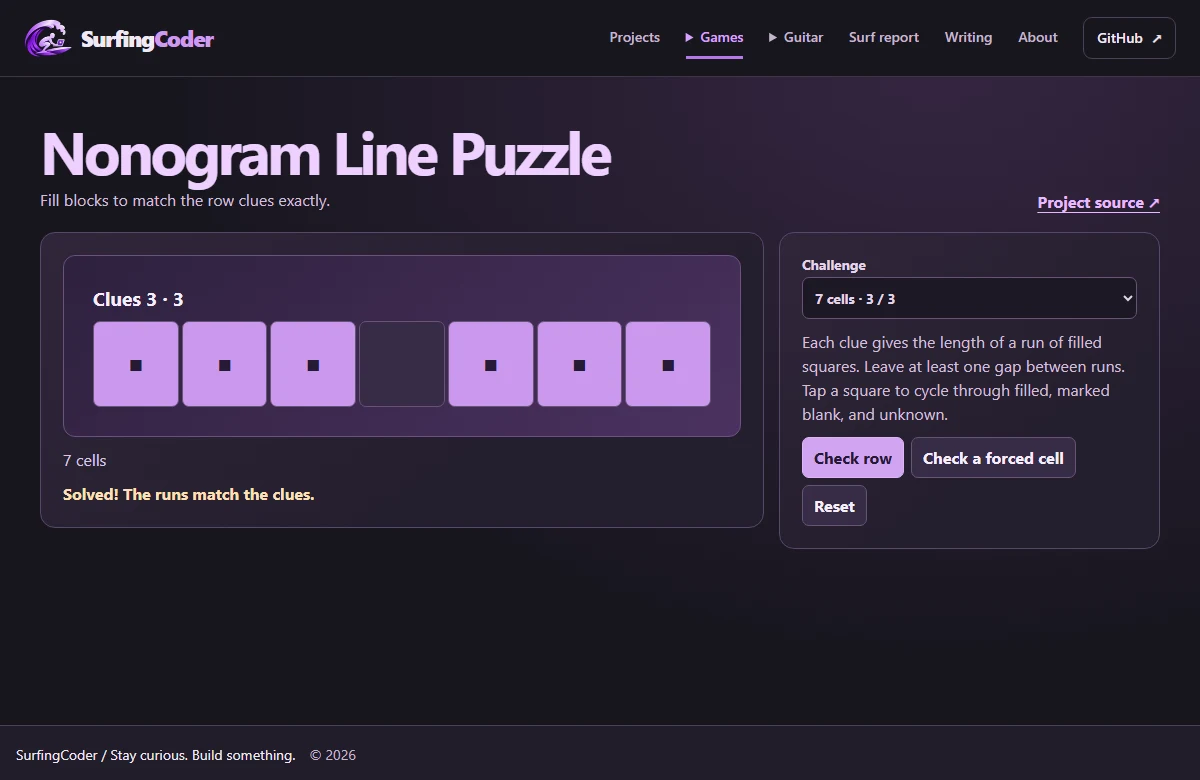 SurfingCoder
Projects ▶ Games ▶ Guitar Surf report Writing About GitHub ↗
Nonogram Line Puzzle
Fill blocks to match the row clues exactly.
Project source ↗
Clues 3 · 3
■ ■ ■ ■ ■ ■
7 cells
Solved! The runs match the clues.
Challenge
7 cells · 3 / 3
Each clue gives the length of a run of filled
squares. Leave at least one gap between runs.
Tap a square to cycle through filled, marked
blank, and unknown.
Check row Check a forced cell
Reset
SurfingCoder / Stay curious. Build something. © 2026